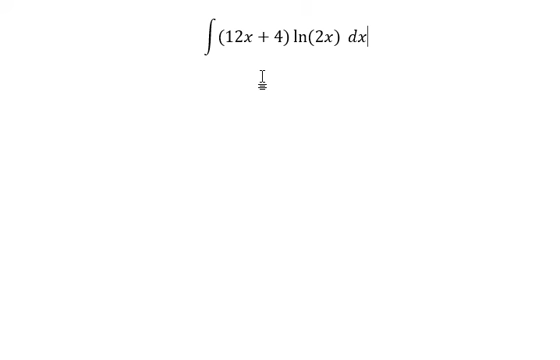 ∫(12x + 4) ln(2x) dx